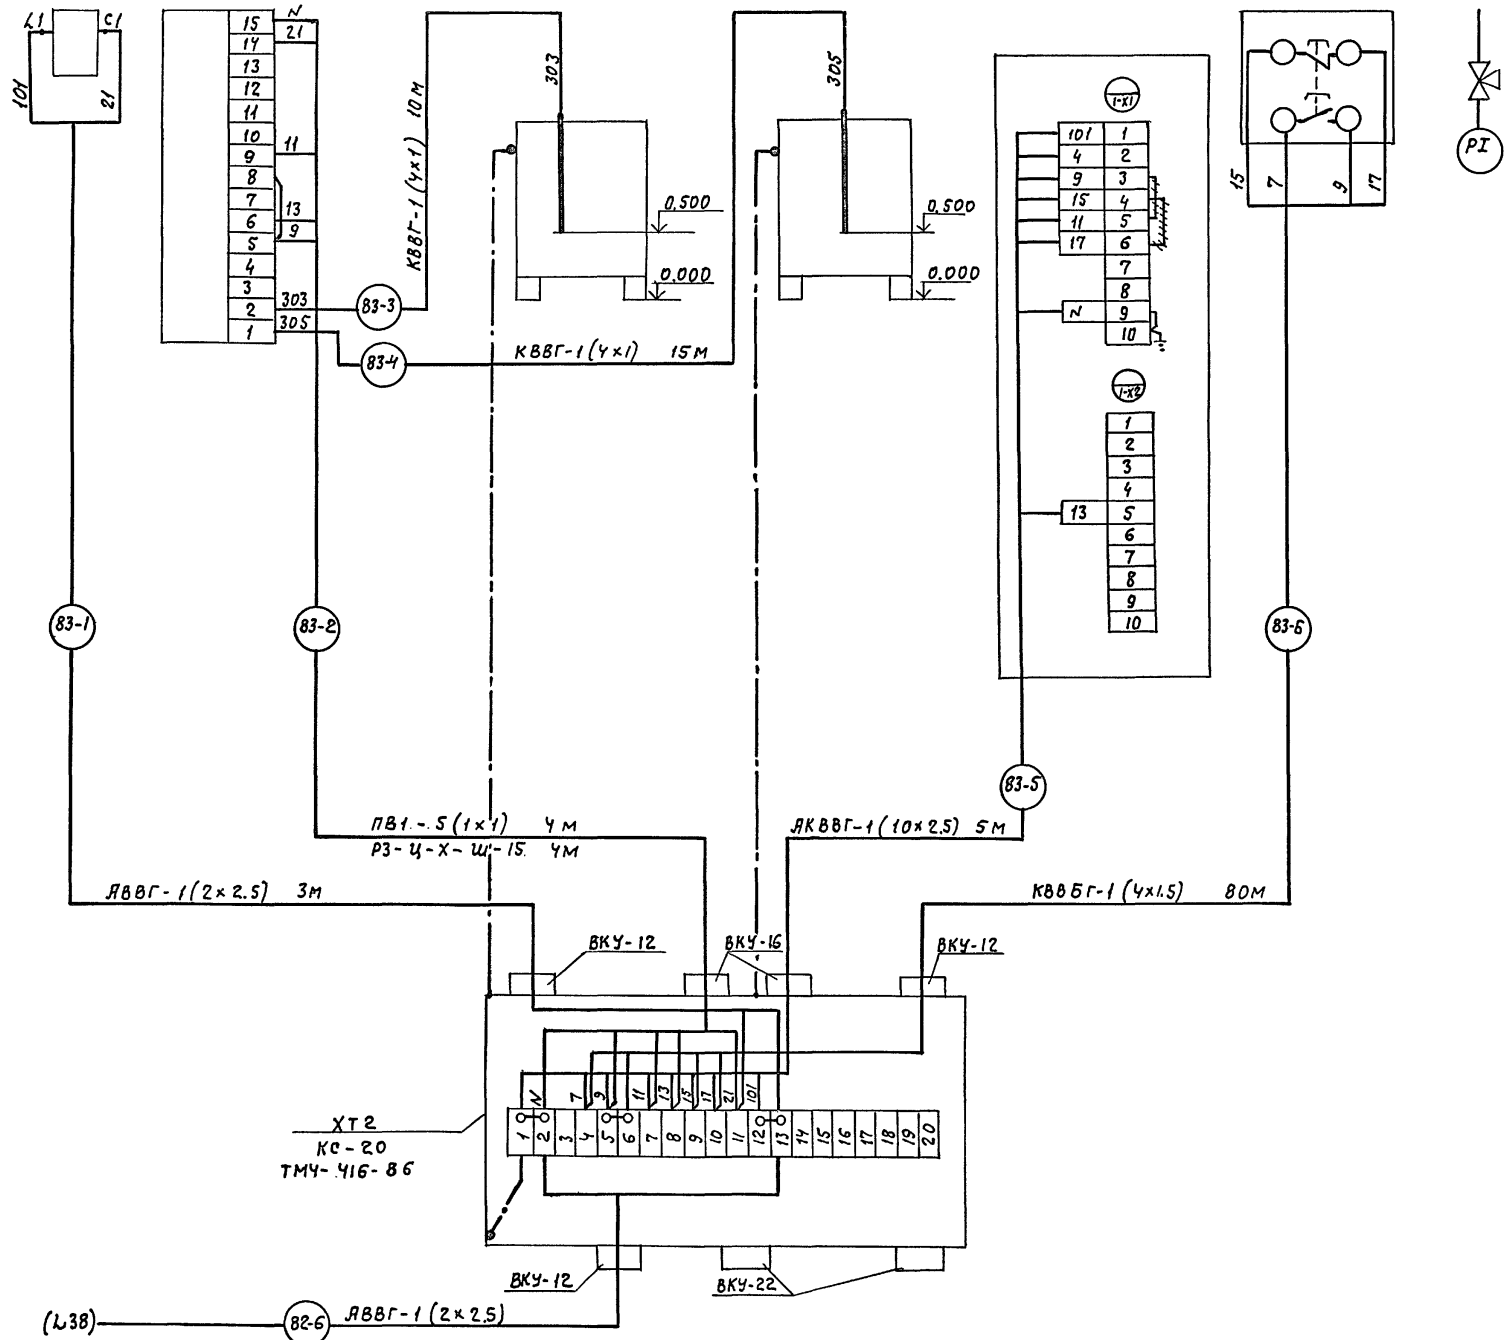 L1 C1
101
21
15 N
14 21
13
12
11
10
9 11
8
7
6 13
5 9
4
3
2 303
1 305
83-3
83-4
КВВГ-1 (4×1) 10 М
303
0.500
0.000
КВВГ-1 (4×1) 15 М
305
0.500
0.000
1-X1
101 1
4 2
9 3
15 4
11 5
17 6
7
8
N 9
10
1-X2
1
2
3
4
13 5
6
7
8
9
10
15 7 9 17
PI
83-1
83-2
83-5
83-6
ПВ1.-.5 (1×1) 4 М
РЗ-Ц-Х-Ш-15. 4М
АКВВГ-1 (10×2.5) 5 М
АВВГ-1 (2×2.5) 3М
КВВБГ-1 (4×1.5) 80М
ВКУ-12
ВКУ-16
ВКУ-12
N 7 9 11 13 15 17 21 101
1 2 3 4 5 6 7 8 9 10 11 12 13 14 15 16 17 18 19 20
ХТ2
КС-20
ТМ4-.416-86
ВКУ-12
ВКУ-22
(L38)
82-6
АВВГ-1 (2×2.5)